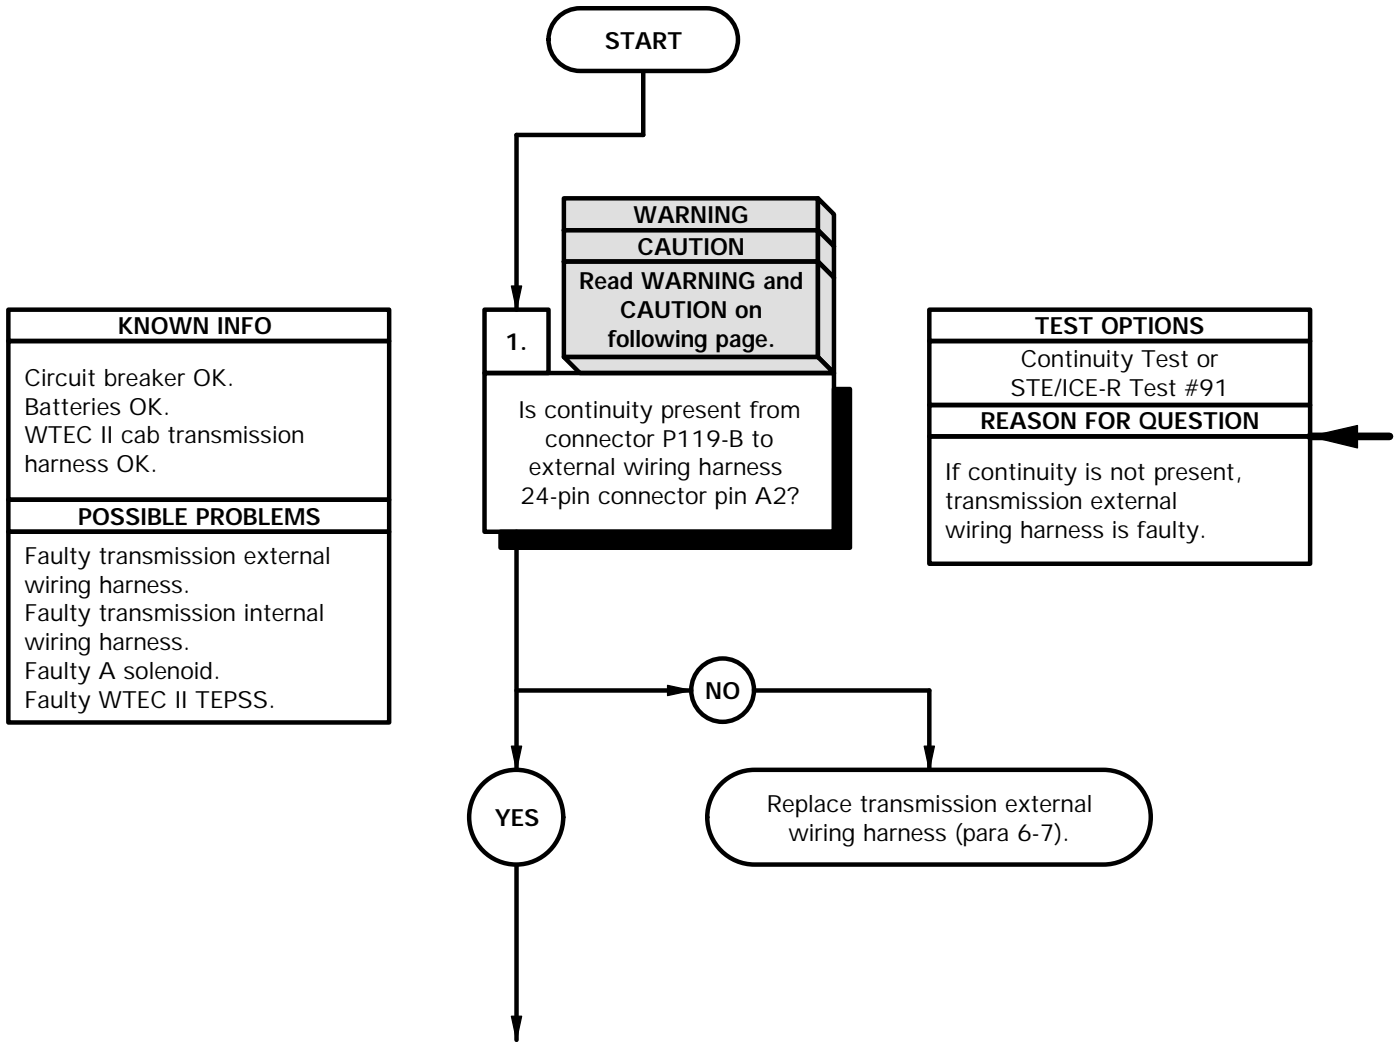 START
WARNING
CAUTION
Read WARNING and
CAUTION on
following page.
KNOWN INFO
Circuit breaker OK.
Batteries OK.
WTEC II cab transmission
harness OK.
POSSIBLE PROBLEMS
Faulty transmission external
wiring harness.
Faulty transmission internal
wiring harness.
Faulty A solenoid.
Faulty WTEC II TEPSS.
1.
Is continuity present from
connector P119-B to
external wiring harness
24-pin connector pin A2?
TEST OPTIONS
Continuity Test or
STE/ICE-R Test #91
REASON FOR QUESTION
If continuity is not present,
transmission external
wiring harness is faulty.
NO
YES
Replace transmission external
wiring harness (para 6-7).